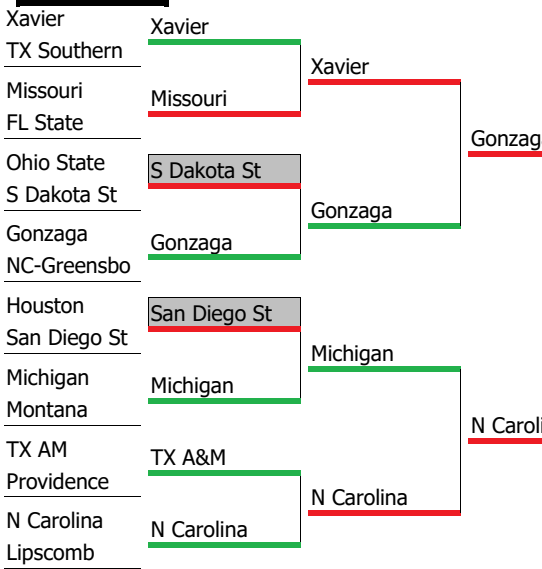 Xavier
TX Southern
Missouri
FL State
Ohio State
S Dakota St
Gonzaga
NC-Greensbo
Houston
San Diego St
Michigan
Montana
TX AM
Providence
N Carolina
Lipscomb
Xavier
Missouri
S Dakota St
Gonzaga
San Diego St
Michigan
TX A&M
N Carolina
Xavier
Gonzaga
Michigan
N Carolina
Gonzag
N Caroli